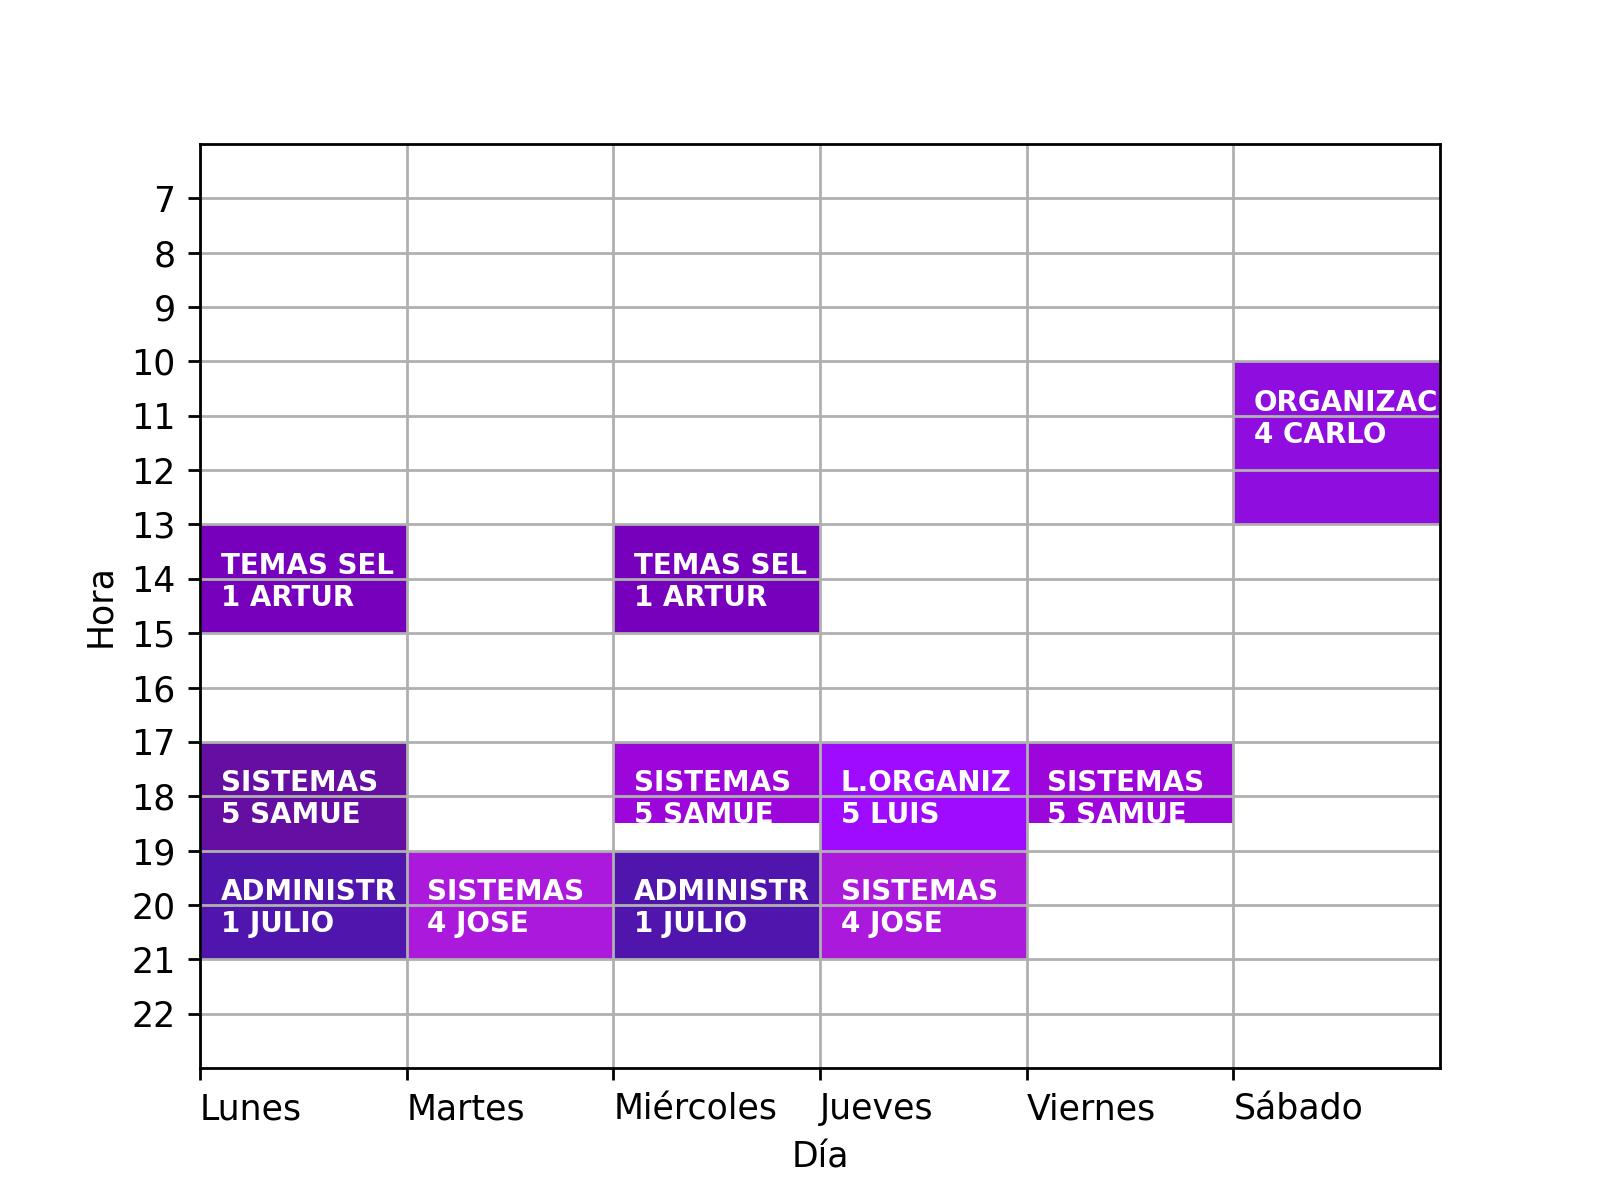 7
8
9
10
ORGANIZAC
11
4 CARLO
12
13
TEMAS SEL
TEMAS SEL
14
1 ARTUR
1 ARTUR
Hora
15
16
17
SISTEMAS
SISTEMAS
L.ORGANIZ
SISTEMAS
18
5 SAMUE
5 SAMUE
5 LUIS
5 SAMUE
19
ADMINISTR
SISTEMAS
ADMINISTR
SISTEMAS
20
1 JULIO
4 JOSE
1 JULIO
4 JOSE
21
22
Lunes
Martes
Miércoles
Jueves
Viernes
Sábado
Día